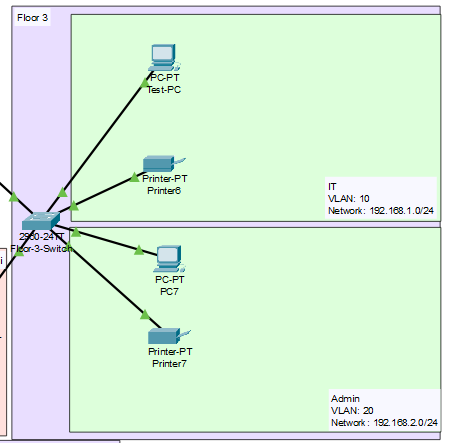 Floor 3
PC-PT
Test-PC
Printer-PT
Printer6
IT
VLAN: 10
Network: 192.168.1.0/24
2960-24TT
Floor-3-Switch
PC-PT
PC7
i
Printer-PT
Printer7
Admin
VLAN: 20
Network: 192.168.2.0/24